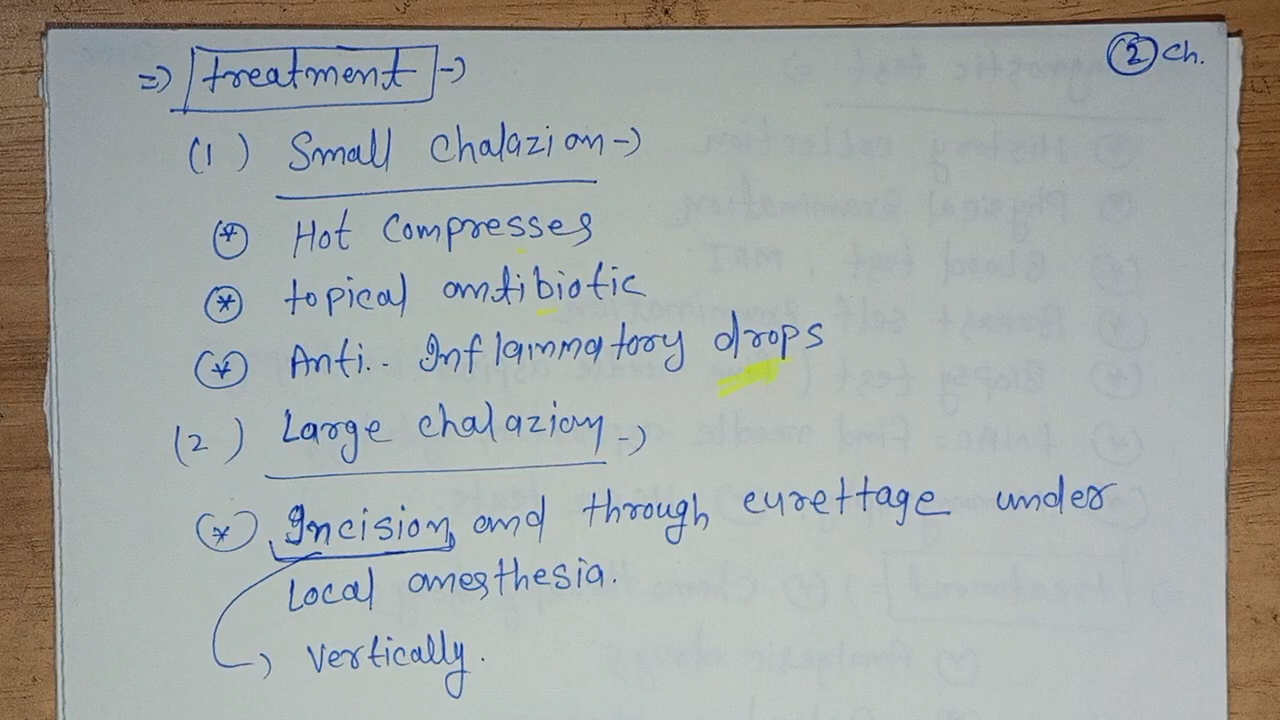 ② Ch.
=> treatment ->
(1) Small Chalazion ->
* Hot Compresses
* topical antibiotic
* Anti.. Inflammatory drops
(2) Large chalazion ->
* Incision and through curettage under
Local anesthesia.
-> Vertically.